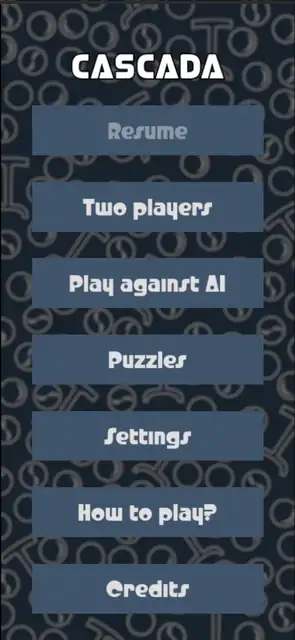 CASCADA
Resume
Two players
Play against AI
Puzzles
Settings
How to play?
Credits